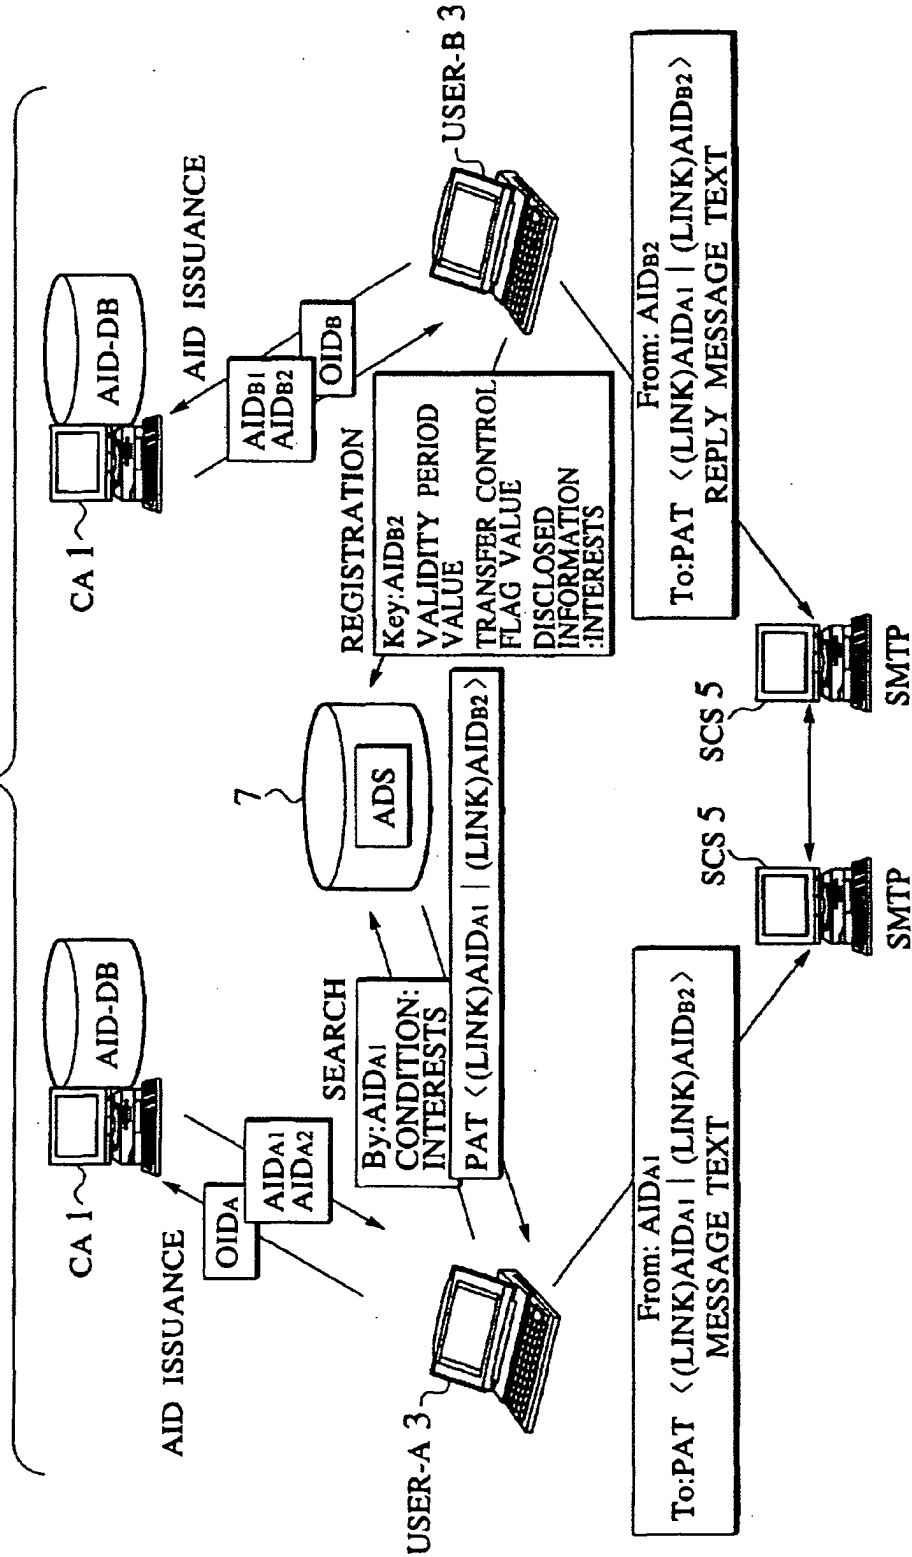 CA 1
AID-DB
AID ISSUANCE
OIDA
AIDA1
AIDA2
USER-A 3
SEARCH
By:AIDA1
CONDITION:
INTERESTS
PAT <(LINK)AIDA1 | (LINK)AIDB2>
7
ADS
REGISTRATION
Key:AIDB2
VALIDITY PERIOD
VALUE
TRANSFER CONTROL
FLAG VALUE
DISCLOSED
INFORMATION
:INTERESTS
CA 1
AID-DB
AID ISSUANCE
AIDB1
AIDB2
OIDB
USER-B 3
From: AIDA1
To:PAT <(LINK)AIDA1 | (LINK)AIDB2>
MESSAGE TEXT
SCS 5
SMTP
SCS 5
SMTP
From: AIDB2
To:PAT <(LINK)AIDA1 | (LINK)AIDB2>
REPLY MESSAGE TEXT